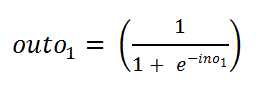 outo₁ = (1 / (1 + e^(−ino₁)))